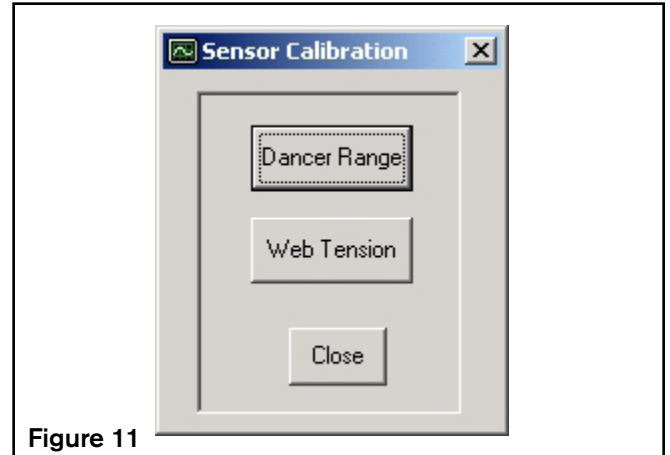 Sensor Calibration
Dancer Range
Web Tension
Close
Figure 11